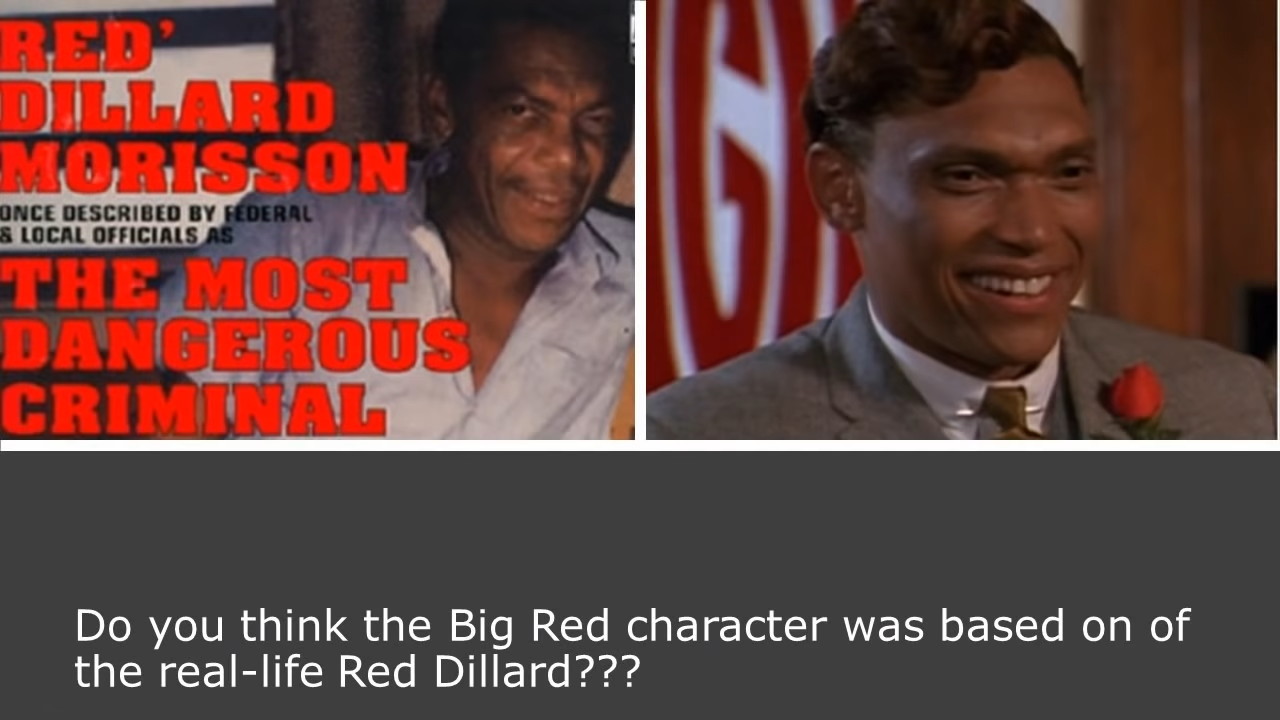 RED'
DILLARD
MORISSON
ONCE DESCRIBED BY FEDERAL
& LOCAL OFFICIALS AS
THE MOST
DANGEROUS
CRIMINAL
Do you think the Big Red character was based on of
the real-life Red Dillard???